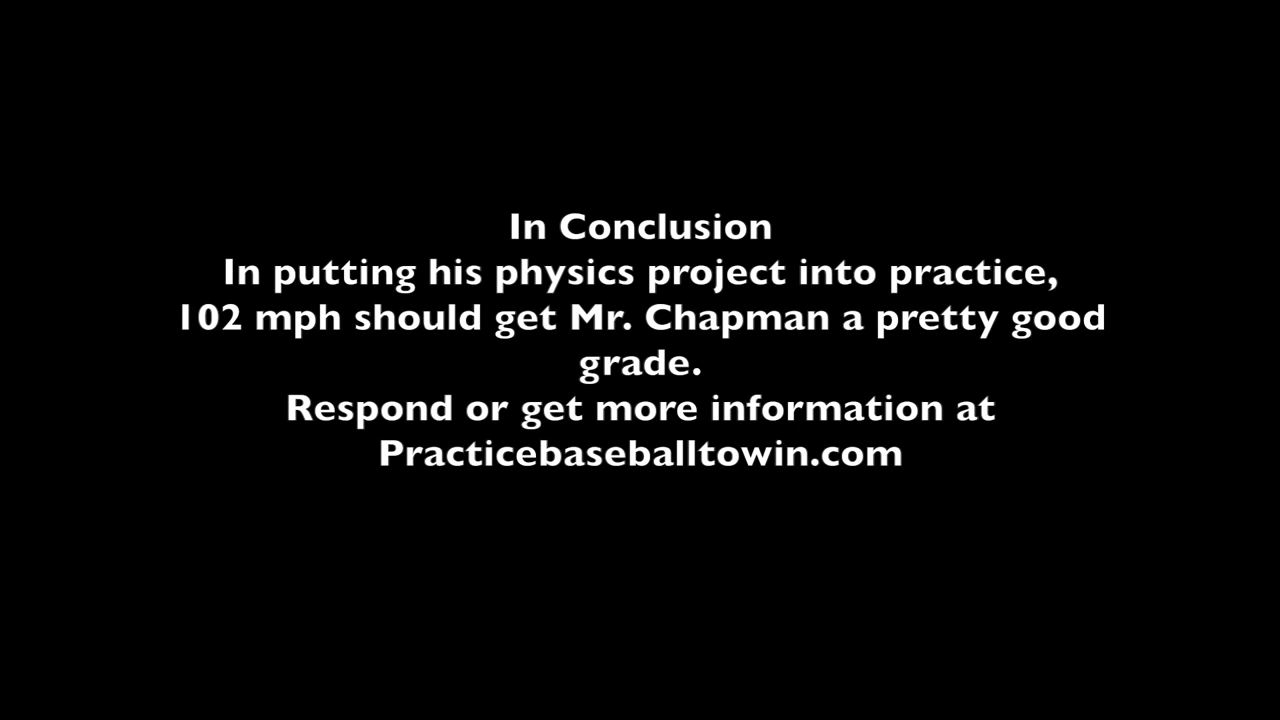 In Conclusion
In putting his physics project into practice,
102 mph should get Mr. Chapman a pretty good
grade.
Respond or get more information at
Practicebaseballtowin.com